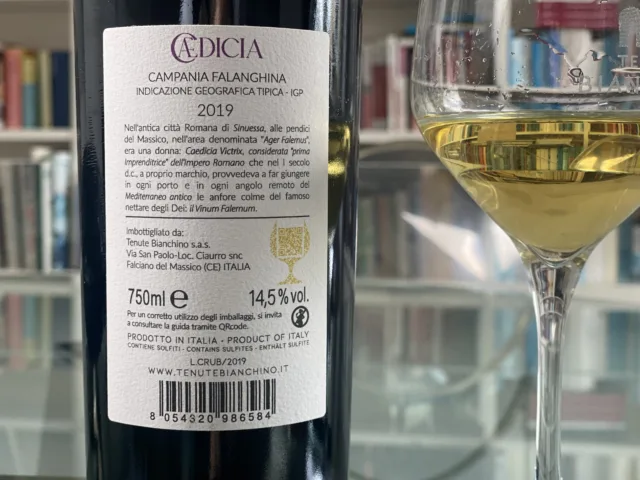 CÆDICIA
CAMPANIA FALANGHINA
INDICAZIONE GEOGRAFICA TIPICA - IGP
2019
Nell'antica città Romana di Sinuessa, alle pendici
del Massico, nell'area denominata "Ager Falernus",
era una donna: Caedicia Victrix, considerata "prima
imprenditrice" dell'Impero Romano che nel I secolo
d.c., a proprio marchio, provvedeva a far giungere
in ogni porto e in ogni angolo remoto del
Mediterraneo antico le anfore colme del famoso
nettare degli Dei: il Vinum Falernum.
Imbottigliato da:
Tenute Bianchino s.a.s.
Via San Paolo-Loc. Ciaurro snc
Falciano del Massico (CE) ITALIA
750ml e 14,5% vol.
Per un corretto utilizzo degli imballaggi, si invita
a consultare la guida tramite QRcode.
PRODOTTO IN ITALIA - PRODUCT OF ITALY
CONTIENE SOLFITI - CONTAINS SULFITES - ENTHÄLT SULFITE
L.CRUB/2019
WWW.TENUTEBIANCHINO.IT
8 054320 986584